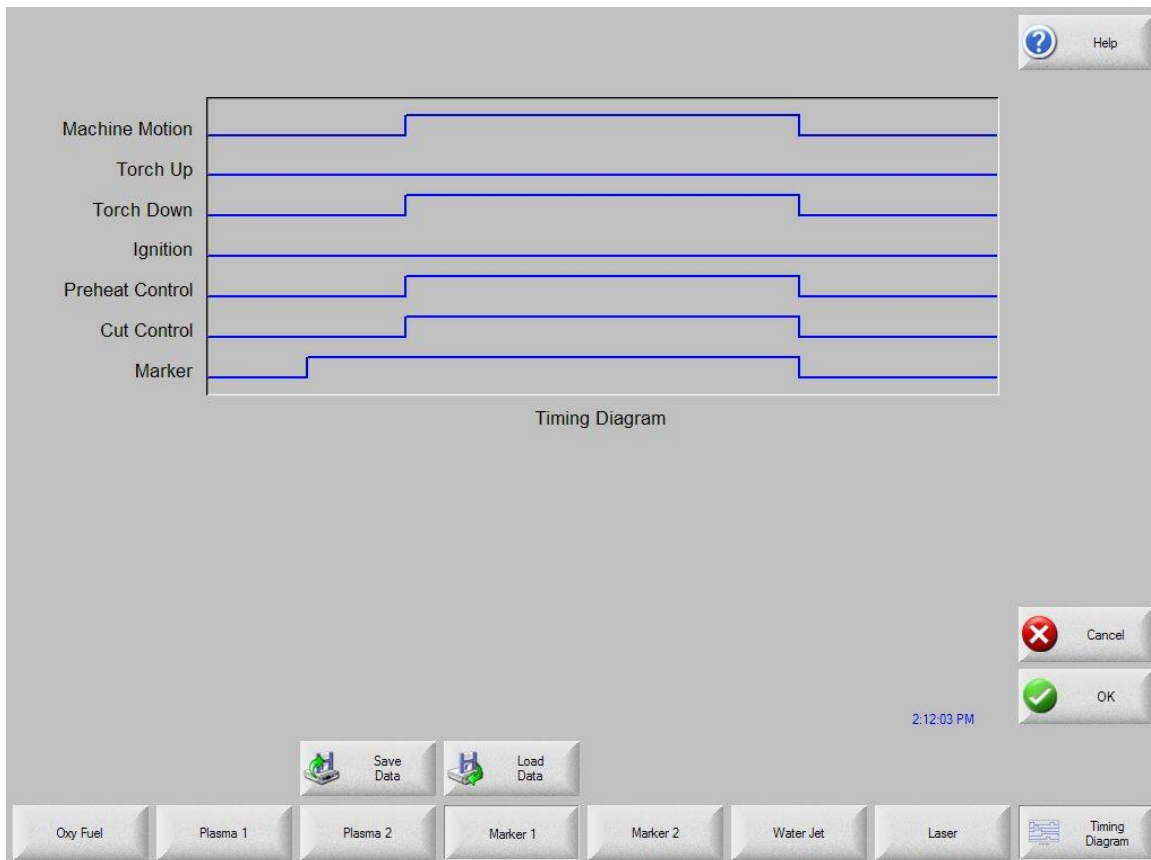 Help
Machine Motion
Torch Up
Torch Down
Ignition
Preheat Control
Cut Control
Marker
Timing Diagram
Cancel
OK
2:12:03 PM
Save
Data
Load
Data
Oxy Fuel
Plasma 1
Plasma 2
Marker 1
Marker 2
Water Jet
Laser
Timing
Diagram